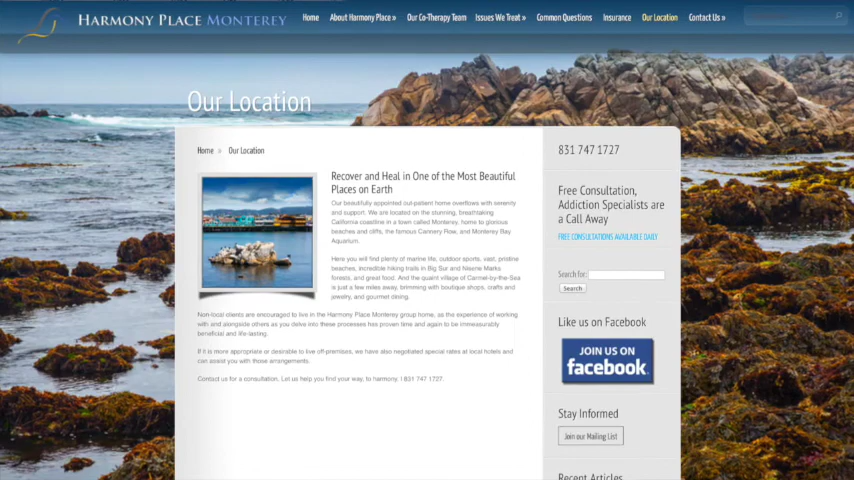 HARMONY PLACE MONTEREY
Home About Harmony Place » Our Co-Therapy Team Issues We Treat » Common Questions Insurance Our Location Contact Us »
Our Location
Home » Our Location
Recover and Heal in One of the Most Beautiful
Places on Earth
Our beautifully appointed out-patient home overflows with serenity
and support. We are located on the stunning, breathtaking
California coastline in a town called Monterey, home to glorious
beaches and cliffs, the famous Cannery Row, and Monterey Bay
Aquarium.
Here you will find plenty of marine life, outdoor sports, vast, pristine
beaches, incredible hiking trails in Big Sur and Nisene Marks
forests, and great food. And the quaint village of Carmel-by-the-Sea
is just a few miles away, brimming with boutique shops, crafts and
jewelry, and gourmet dining.
Non-local clients are encouraged to live in the Harmony Place Monterey group home, as the experience of working
with and alongside others as you delve into these processes has proven time and again to be immeasurably
beneficial and life-lasting.
If it is more appropriate or desirable to live off-premises, we have also negotiated special rates at local hotels and
can assist you with those arrangements.
Contact us for a consultation. Let us help you find your way, to harmony. | 831 747 1727.
831 747 1727
Free Consultation,
Addiction Specialists are
a Call Away
FREE CONSULTATIONS AVAILABLE DAILY
Search for:
Search
Like us on Facebook
JOIN US ON
facebook.
Stay Informed
Join our Mailing List
Recent Articles